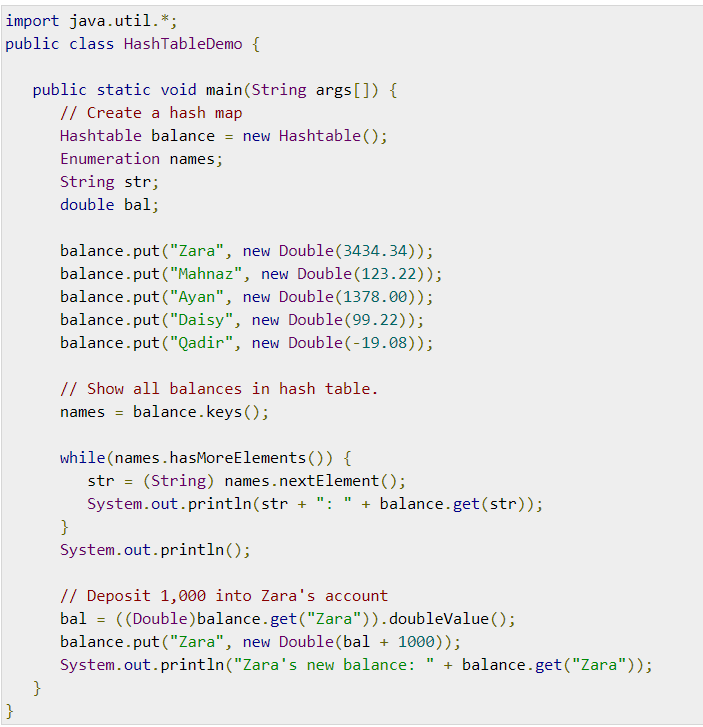 import java.util.*;
public class HashTableDemo {

   public static void main(String args[]) {
      // Create a hash map
      Hashtable balance = new Hashtable();
      Enumeration names;
      String str;
      double bal;

      balance.put("Zara", new Double(3434.34));
      balance.put("Mahnaz", new Double(123.22));
      balance.put("Ayan", new Double(1378.00));
      balance.put("Daisy", new Double(99.22));
      balance.put("Qadir", new Double(-19.08));

      // Show all balances in hash table.
      names = balance.keys();

      while(names.hasMoreElements()) {
         str = (String) names.nextElement();
         System.out.println(str + ": " + balance.get(str));
      }
      System.out.println();

      // Deposit 1,000 into Zara's account
      bal = ((Double)balance.get("Zara")).doubleValue();
      balance.put("Zara", new Double(bal + 1000));
      System.out.println("Zara's new balance: " + balance.get("Zara"));
   }
}